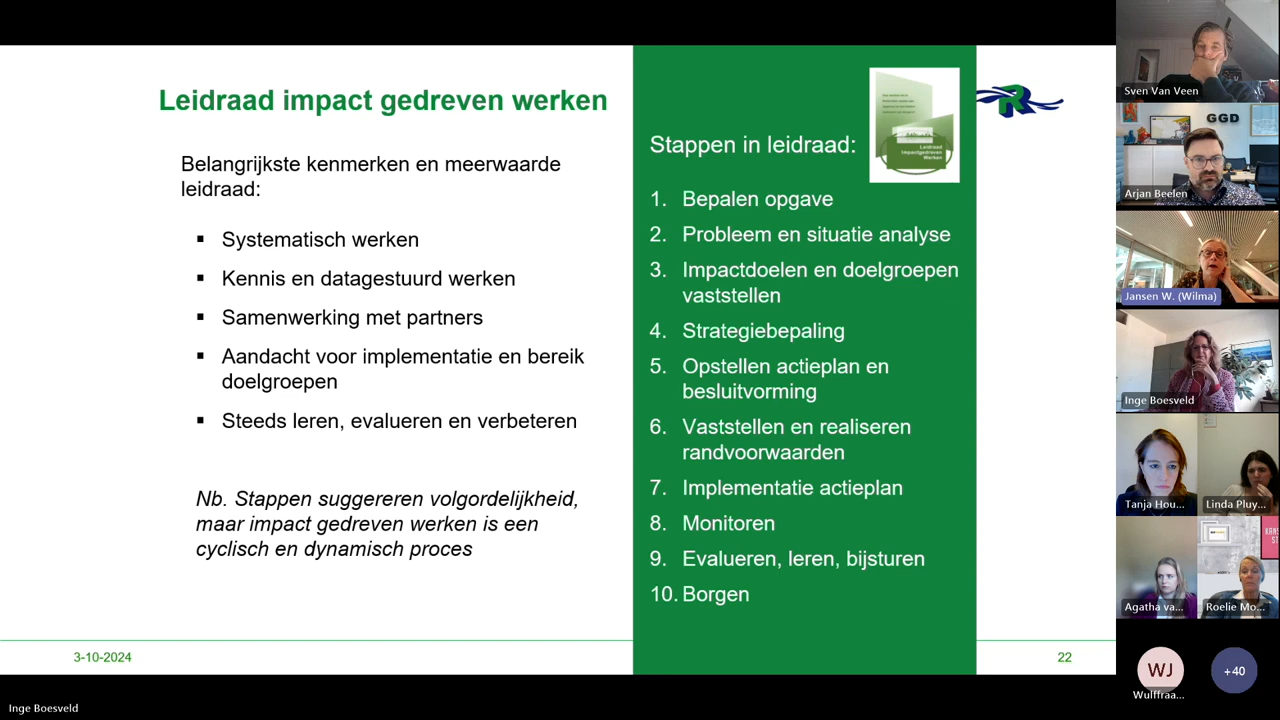 Leidraad impact gedreven werken
Belangrijkste kenmerken en meerwaarde
leidraad:
▪ Systematisch werken
▪ Kennis en datagestuurd werken
▪ Samenwerking met partners
▪ Aandacht voor implementatie en bereik
doelgroepen
▪ Steeds leren, evalueren en verbeteren
Nb. Stappen suggereren volgordelijkheid,
maar impact gedreven werken is een
cyclisch en dynamisch proces
3-10-2024
Stappen in leidraad:
Leidraad
Impactgedreven
Werken
1. Bepalen opgave
2. Probleem en situatie analyse
3. Impactdoelen en doelgroepen
vaststellen
4. Strategiebepaling
5. Opstellen actieplan en
besluitvorming
6. Vaststellen en realiseren
randvoorwaarden
7. Implementatie actieplan
8. Monitoren
9. Evalueren, leren, bijsturen
10. Borgen
R
22
Sven Van Veen
GGD
Arjan Beelen
Jansen W. (Wilma)
Inge Boesveld
Tanja Hou...
Linda Pluy...
Agatha va...
Roelie Mo...
WJ
+40
Wulffraa...
Inge Boesveld